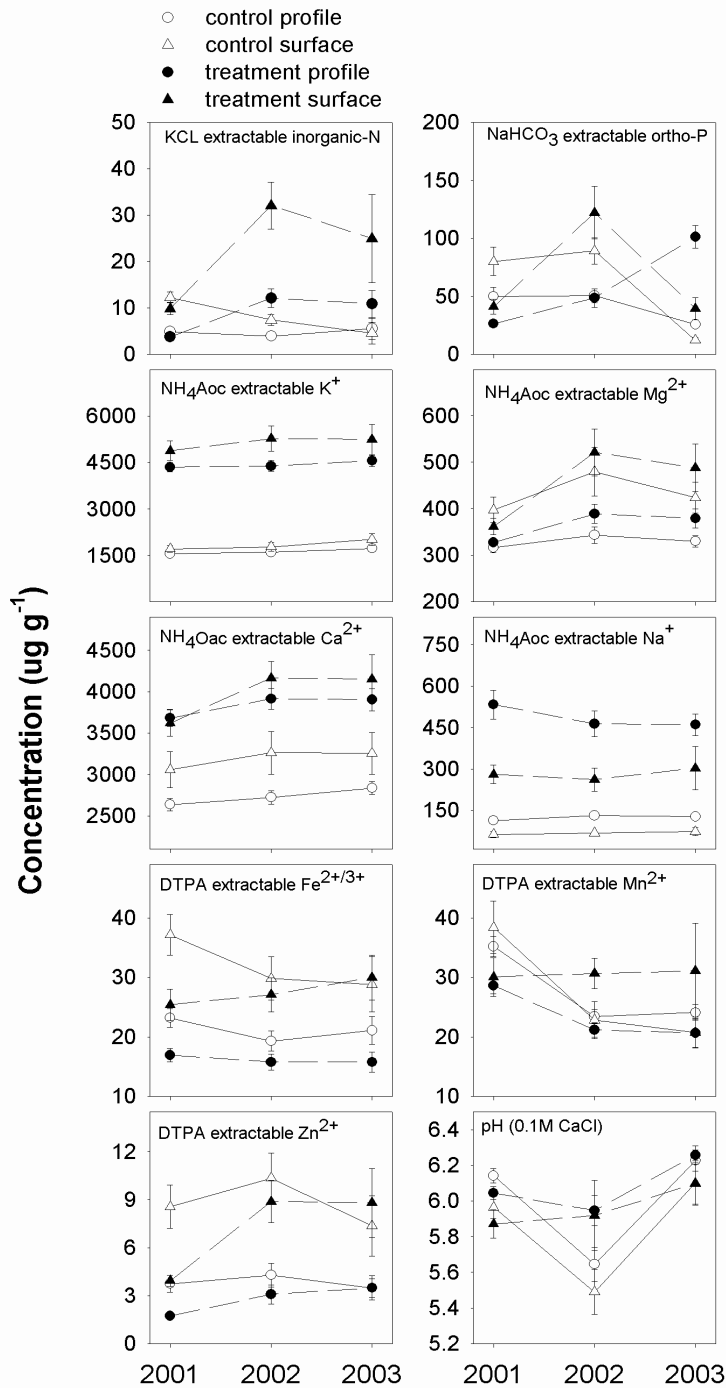 control profile
control surface
treatment profile
treatment surface
Concentration (ug g⁻¹)
KCL extractable inorganic-N
50
40
30
20
10
0
NaHCO₃ extractable ortho-P
200
150
100
50
0
NH₄Aoc extractable K⁺
6000
4500
3000
1500
NH₄Aoc extractable Mg²⁺
600
500
400
300
200
NH₄Oac extractable Ca²⁺
4500
4000
3500
3000
2500
NH₄Aoc extractable Na⁺
750
600
450
300
150
DTPA extractable Fe²⁺/³⁺
40
30
20
10
DTPA extractable Mn²⁺
40
30
20
10
DTPA extractable Zn²⁺
12
9
6
3
0
pH (0.1M CaCl)
6.4
6.2
6.0
5.8
5.6
5.4
5.2
2001 2002 2003
2001 2002 2003